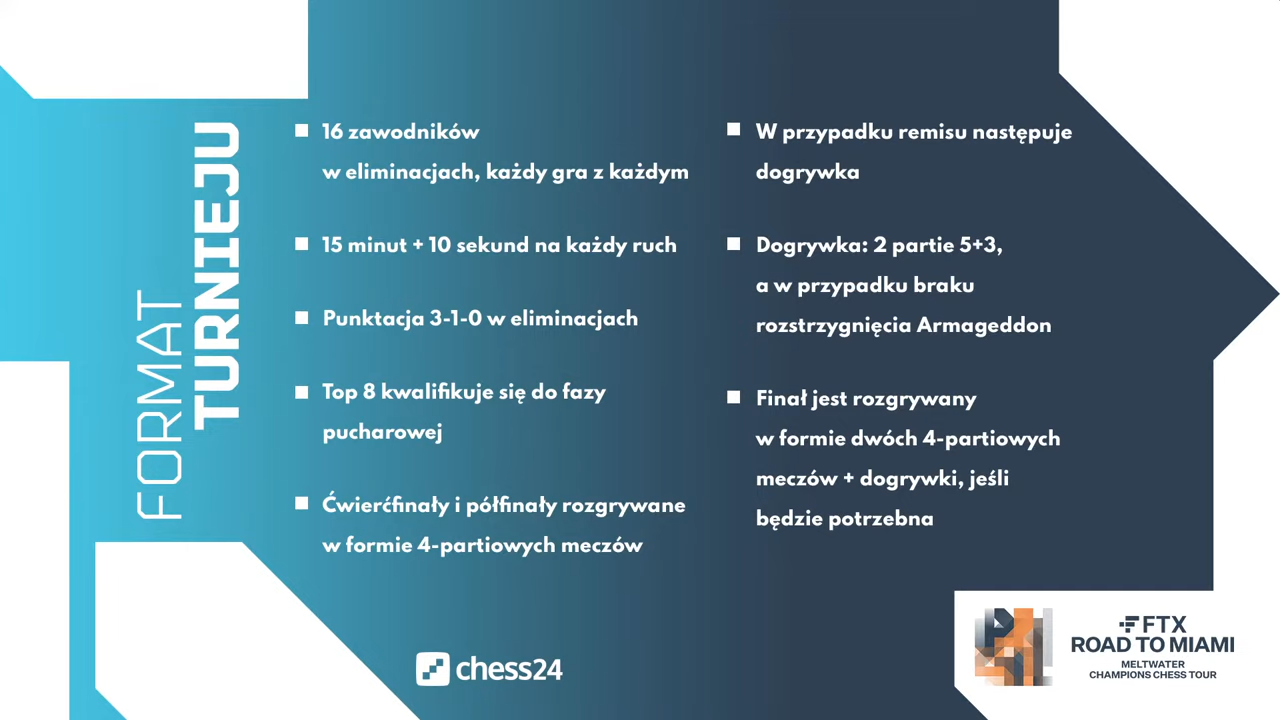 FORMAT
TURNIEJU
16 zawodników
w eliminacjach, każdy gra z każdym
15 minut + 10 sekund na każdy ruch
Punktacja 3-1-0 w eliminacjach
Top 8 kwalifikuje się do fazy
pucharowej
Ćwierćfinały i półfinały rozgrywane
w formie 4-partiowych meczów
W przypadku remisu następuje
dogrywka
Dogrywka: 2 partie 5+3,
a w przypadku braku
rozstrzygnięcia Armageddon
Finał jest rozgrywany
w formie dwóch 4-partiowych
meczów + dogrywki, jeśli
będzie potrzebna
chess24
FTX
ROAD TO MIAMI
MELTWATER
CHAMPIONS CHESS TOUR